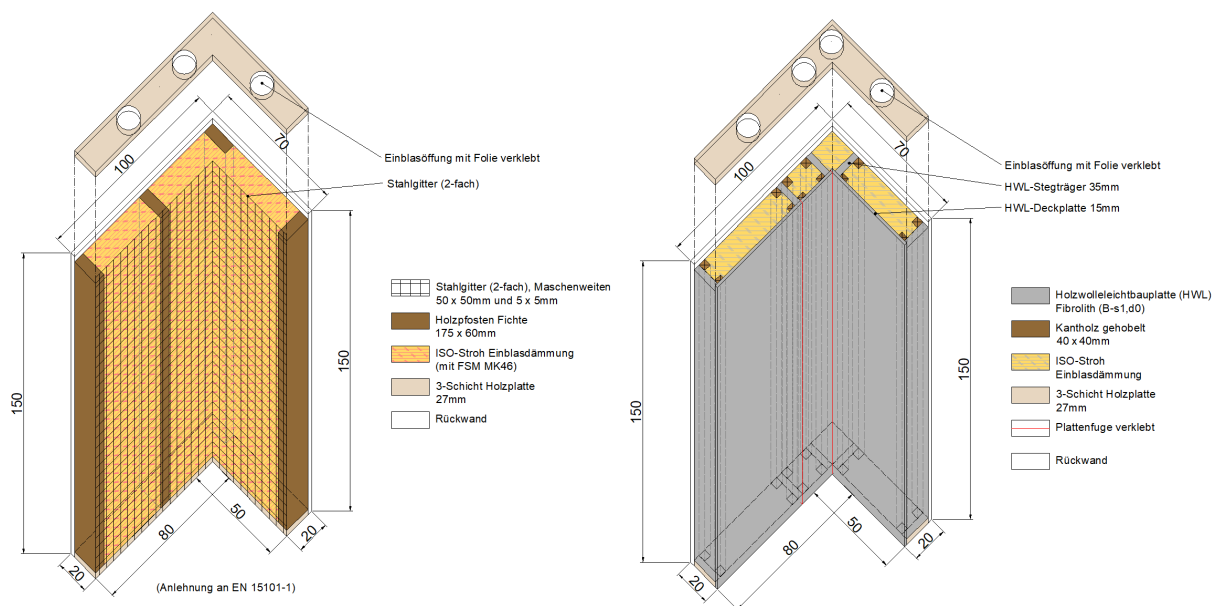 100
70
Einblasöffung mit Folie verklebt
Stahlgitter (2-fach)
150
150
Stahlgitter (2-fach), Maschenweiten
50 x 50mm und 5 x 5mm
Holzpfosten Fichte
175 x 60mm
ISO-Stroh Einblasdämmung
(mit FSM MK46)
3-Schicht Holzplatte
27mm
Rückwand
20
80
50
20
(Anlehnung an EN 15101-1)
100
70
Einblasöffung mit Folie verklebt
HWL-Stegträger 35mm
HWL-Deckplatte 15mm
150
150
Holzwolleleichtbauplatte (HWL)
Fibrolith (B-s1,d0)
Kantholz gehobelt
40 x 40mm
ISO-Stroh
Einblasdämmung
3-Schicht Holzplatte
27mm
Plattenfuge verklebt
Rückwand
20
80
50
20